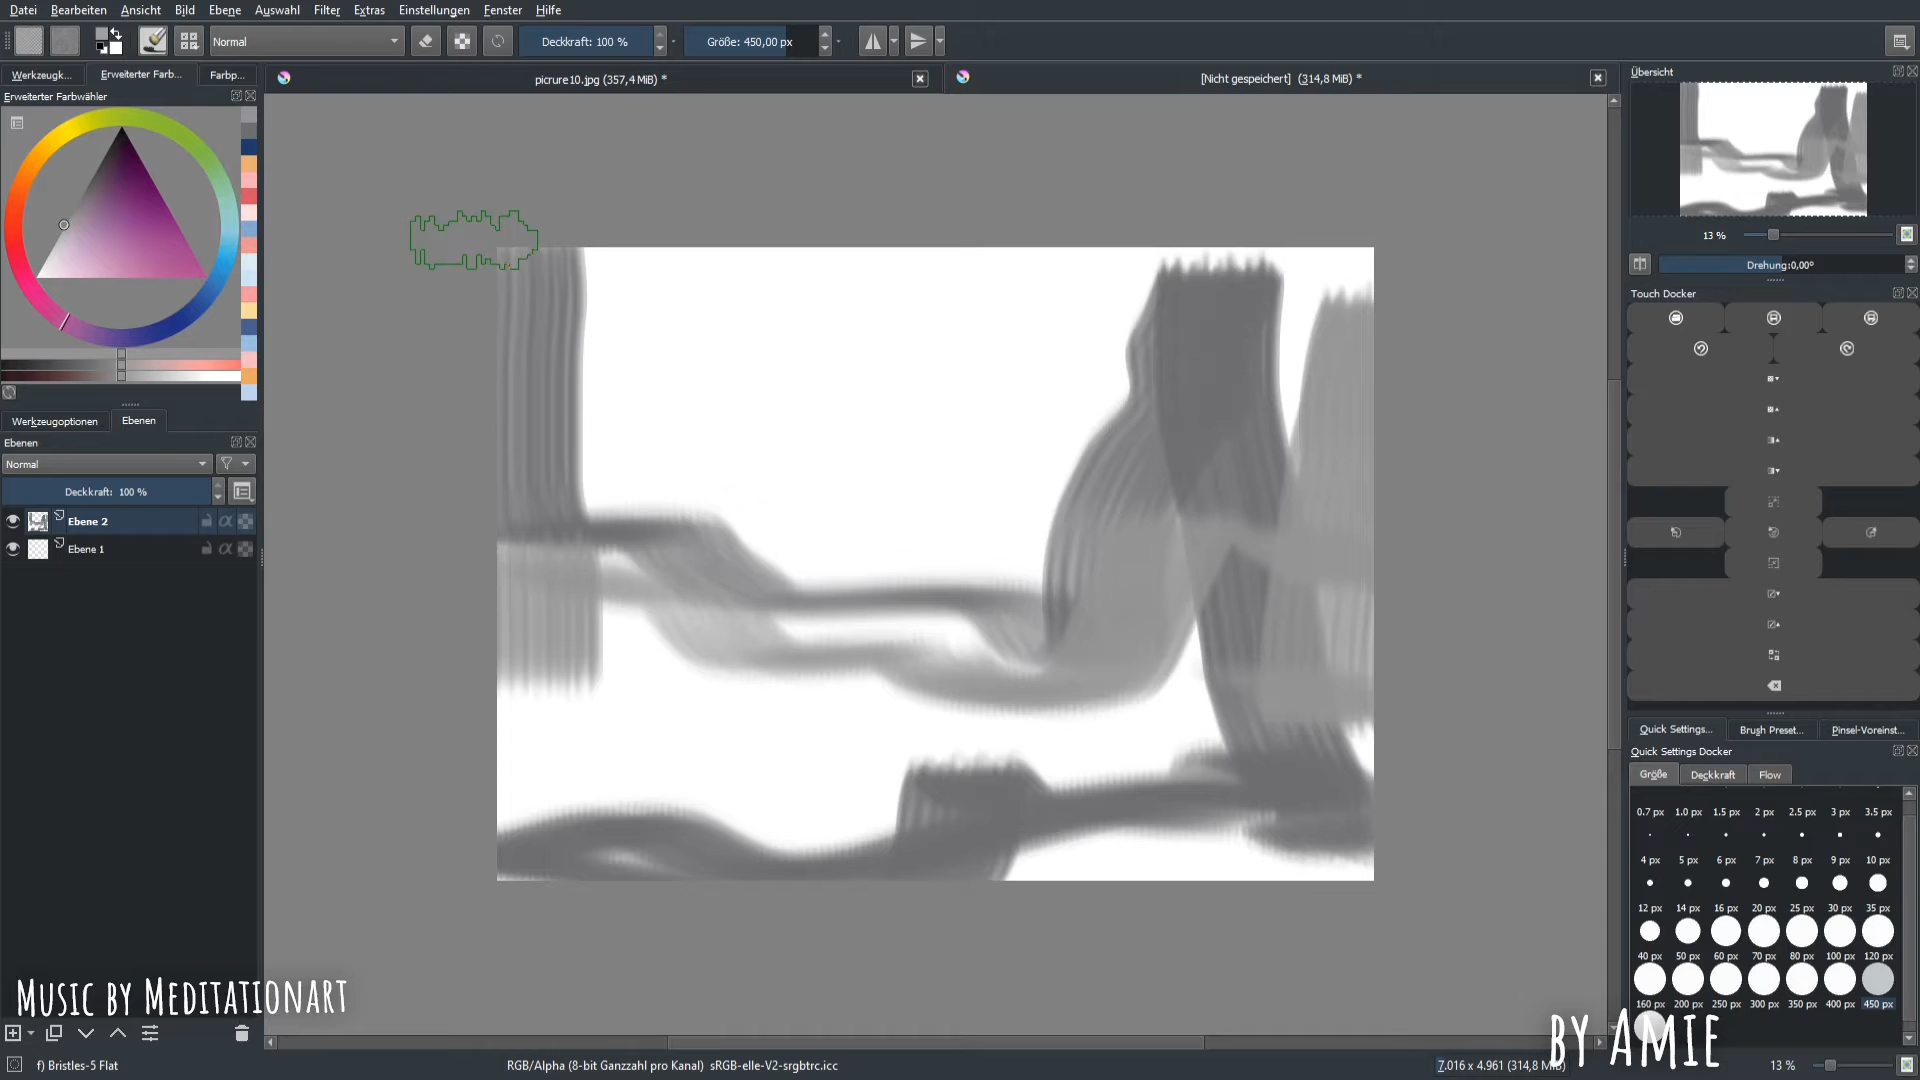 Datei Bearbeiten Ansicht Bild Ebene Auswahl Filter Extras Einstellungen Fenster Hilfe
Normal Deckkraft: 100 % Größe: 450,00 px
Werkzeugk... Erweiterter Farb... Farbp...
picrure10.jpg (357,4 MiB) *
[Nicht gespeichert] (314,8 MiB) *
Übersicht
Erweiterter Farbwähler
13 %
Drehung:0,00°
Touch Docker
Werkzeugoptionen Ebenen
Ebenen
Normal
Deckkraft: 100 %
Ebene 2
Ebene 1
Quick Settings... Brush Preset... Pinsel-Voreinst...
Quick Settings Docker
Größe Deckkraft Flow
0.7 px 1.0 px 1.5 px 2 px 2.5 px 3 px 3.5 px
4 px 5 px 6 px 7 px 8 px 9 px 10 px
12 px 14 px 16 px 20 px 25 px 30 px 35 px
40 px 50 px 60 px 70 px 80 px 100 px 120 px
160 px 200 px 250 px 300 px 350 px 400 px 450 px
Music by Meditationart
by Amie
f) Bristles-5 Flat
RGB/Alpha (8-bit Ganzzahl pro Kanal) sRGB-elle-V2-srgbtrc.icc
7.016 x 4.961 (314,8 MiB)
13 %